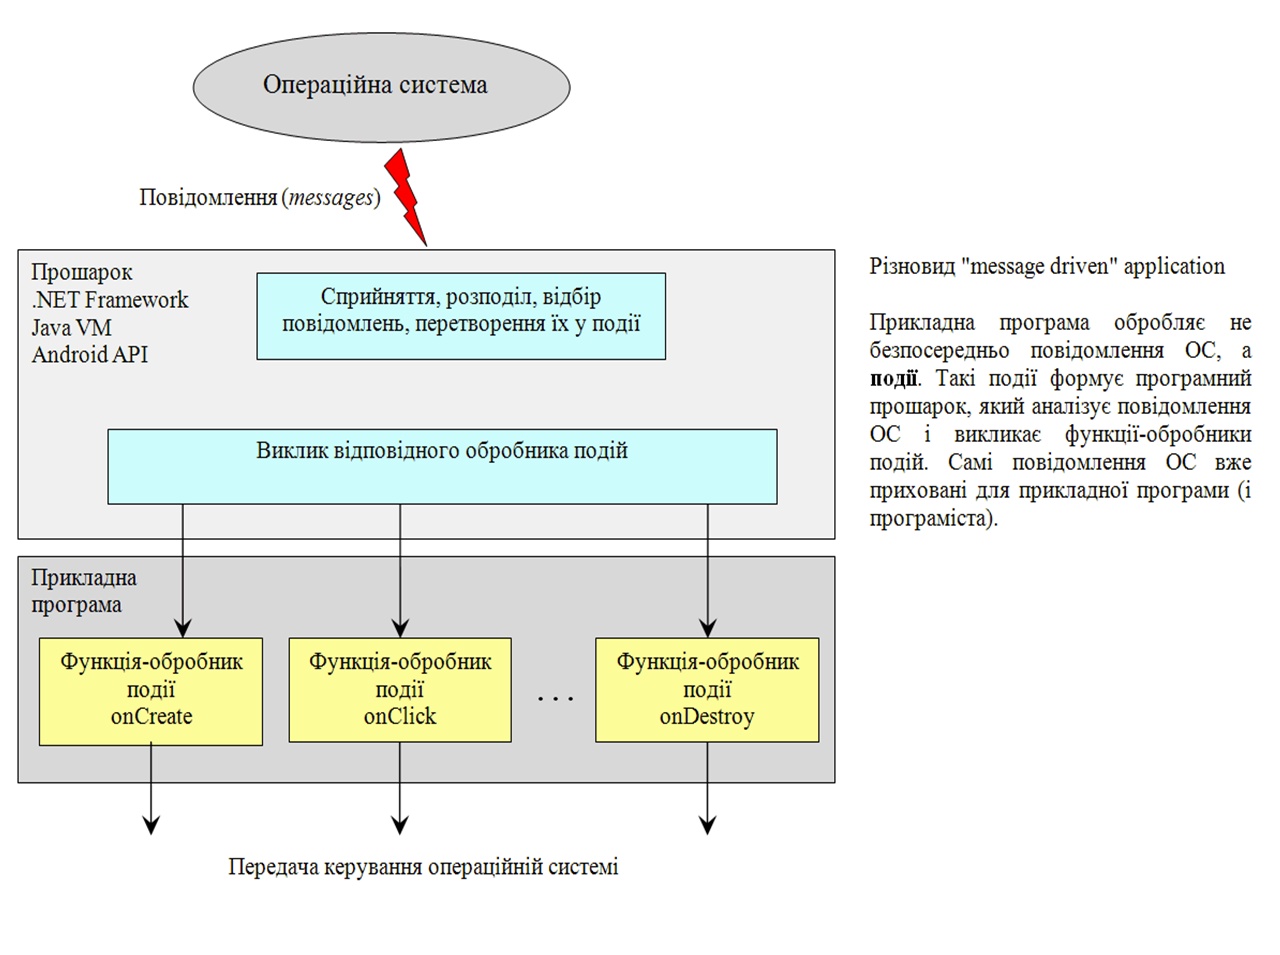 Операційна система
Повідомлення (messages)
Прошарок
.NET Framework
Java VM
Android API
Сприйняття, розподіл, відбір
повідомлень, перетворення їх у події
Виклик відповідного обробника подій
Прикладна
програма
Функція-обробник
події
onCreate
Функція-обробник
події
onClick
. . .
Функція-обробник
події
onDestroy
Передача керування операційній системі
Різновид "message driven" application
Прикладна програма обробляє не
безпосередньо повідомлення ОС, а
події. Такі події формує програмний
прошарок, який аналізує повідомлення
ОС і викликає функції-обробники
подій. Самі повідомлення ОС вже
приховані для прикладної програми (і
програміста).